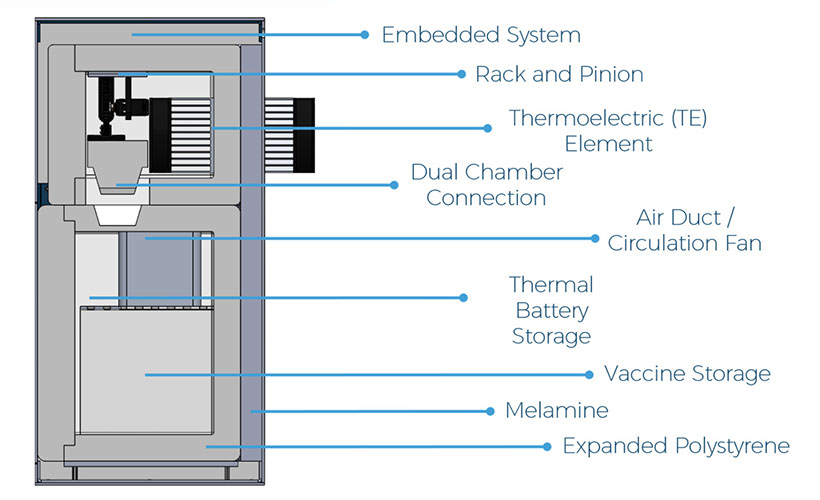 Embedded System
Rack and Pinion
Thermoelectric (TE)
Element
Dual Chamber
Connection
Air Duct /
Circulation Fan
Thermal
Battery
Storage
Vaccine Storage
Melamine
Expanded Polystyrene